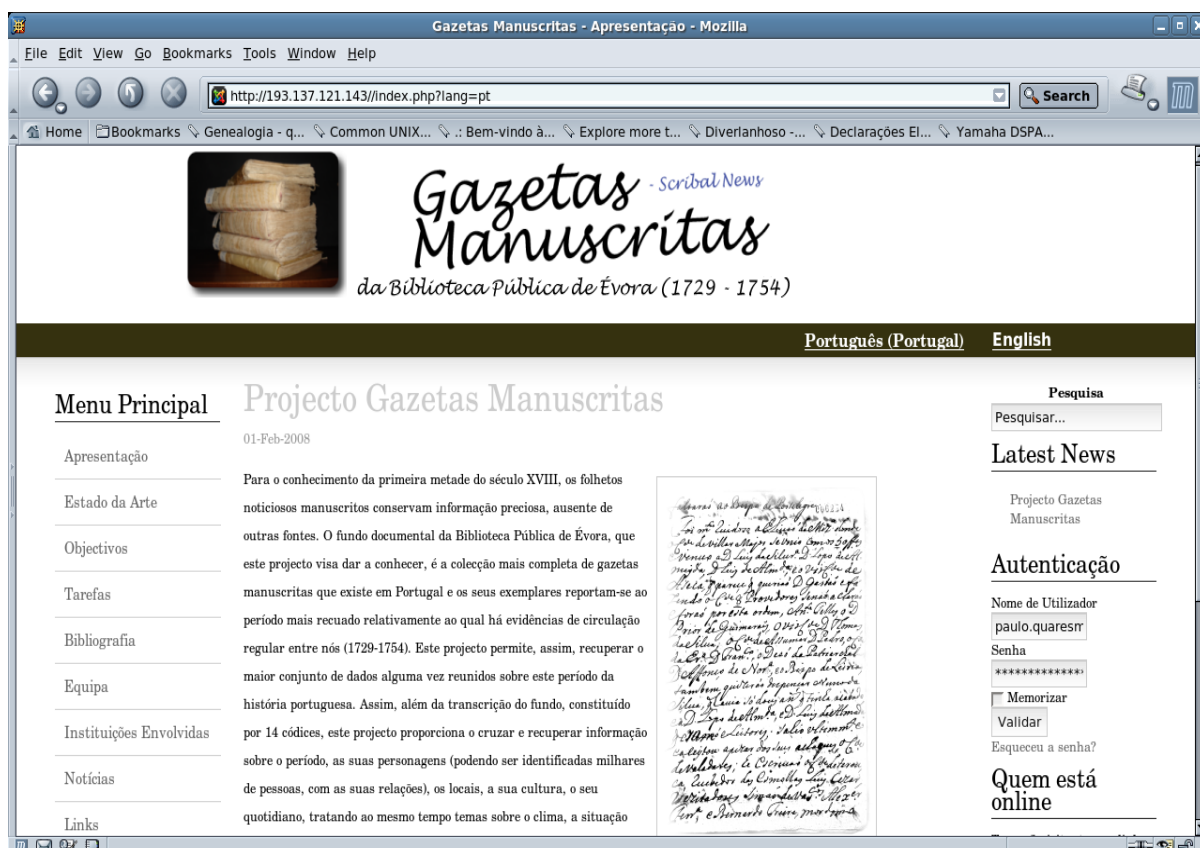 Gazetas Manuscritas - Apresentação - Mozilla
File Edit View Go Bookmarks Tools Window Help
http://193.137.121.143//index.php?lang=pt
Search
Home Bookmarks Genealogia - q... Common UNIX... .: Bem-vindo à... Explore more t... Diverlanhoso -... Declarações El... Yamaha DSPA...
Gazetas - Scribal News
Manuscritas
da Biblioteca Pública de Évora (1729 - 1754)
Português (Portugal) English
Menu Principal
Apresentação
Estado da Arte
Objectivos
Tarefas
Bibliografia
Equipa
Instituições Envolvidas
Notícias
Links
Projecto Gazetas Manuscritas
01-Feb-2008
Para o conhecimento da primeira metade do século XVIII, os folhetos
noticiosos manuscritos conservam informação preciosa, ausente de
outras fontes. O fundo documental da Biblioteca Pública de Évora, que
este projecto visa dar a conhecer, é a colecção mais completa de gazetas
manuscritas que existe em Portugal e os seus exemplares reportam-se ao
período mais recuado relativamente ao qual há evidências de circulação
regular entre nós (1729-1754). Este projecto permite, assim, recuperar o
maior conjunto de dados alguma vez reunidos sobre este período da
história portuguesa. Assim, além da transcrição do fundo, constituído
por 14 códices, este projecto proporciona o cruzar e recuperar informação
sobre o período, as suas personagens (podendo ser identificadas milhares
de pessoas, com as suas relações), os locais, a sua cultura, o seu
quotidiano, tratando ao mesmo tempo temas sobre o clima, a situação
Pesquisa
Pesquisar...
Latest News
Projecto Gazetas
Manuscritas
Autenticação
Nome de Utilizador
paulo.quaresm
Senha
*************
Memorizar
Validar
Esqueceu a senha?
Quem está
online